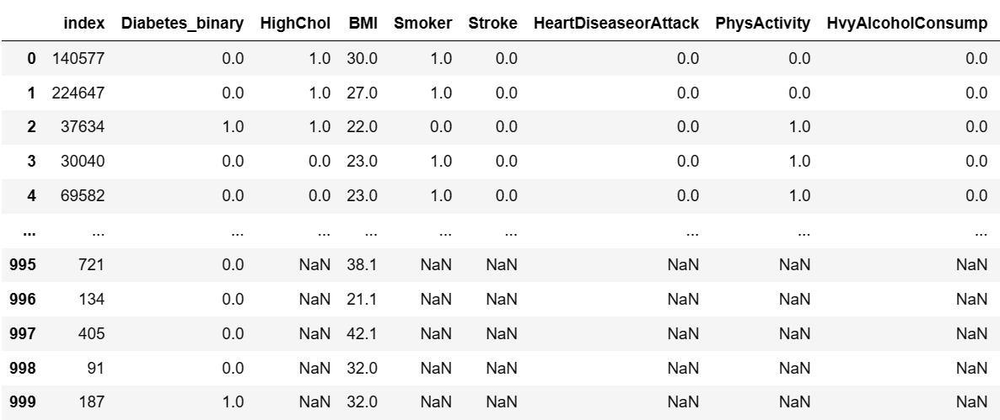 index Diabetes_binary HighChol BMI Smoker Stroke HeartDiseaseorAttack PhysActivity HvyAlcoholConsump
0 140577 0.0 1.0 30.0 1.0 0.0 0.0 0.0 0.0
1 224647 0.0 1.0 27.0 1.0 0.0 0.0 0.0 0.0
2 37634 1.0 1.0 22.0 0.0 0.0 0.0 1.0 0.0
3 30040 0.0 0.0 23.0 1.0 0.0 0.0 1.0 0.0
4 69582 0.0 0.0 23.0 1.0 0.0 0.0 1.0 0.0
... ... ... ... ... ... ... ... ... ...
995 721 0.0 NaN 38.1 NaN NaN NaN NaN NaN
996 134 0.0 NaN 21.1 NaN NaN NaN NaN NaN
997 405 0.0 NaN 42.1 NaN NaN NaN NaN NaN
998 91 0.0 NaN 32.0 NaN NaN NaN NaN NaN
999 187 1.0 NaN 32.0 NaN NaN NaN NaN NaN